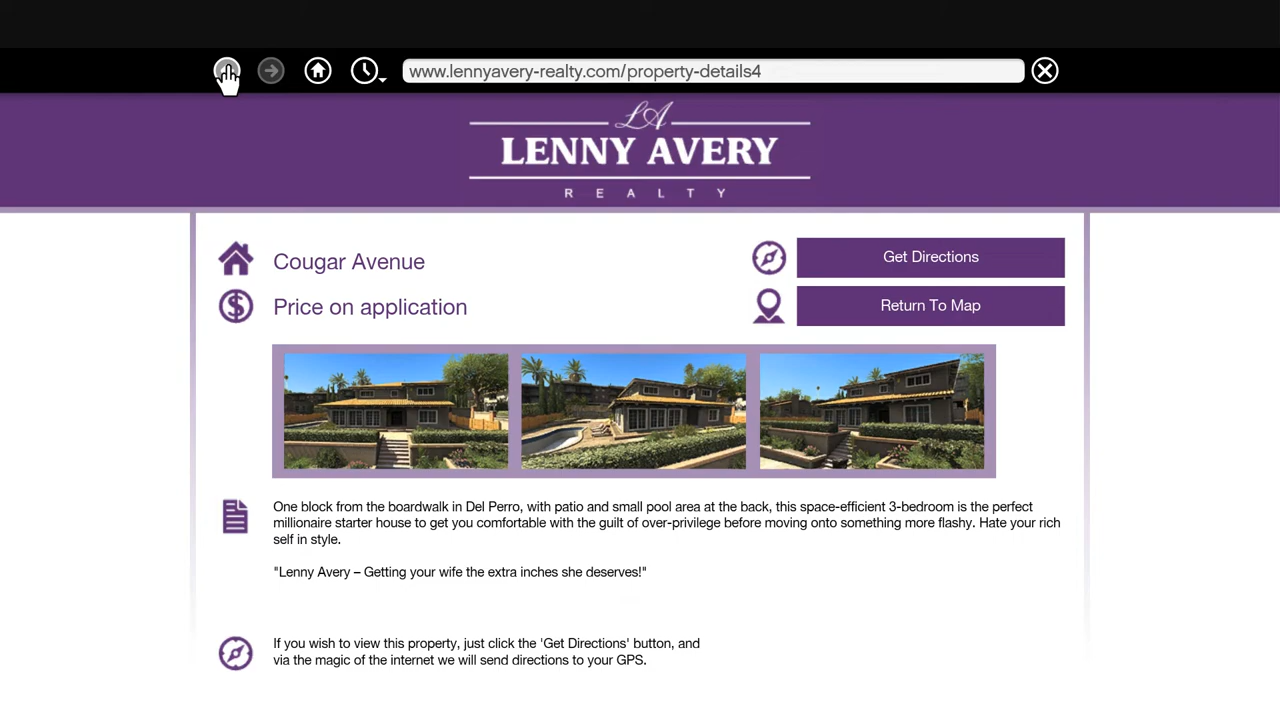 www.lennyavery-realty.com/property-details4
LA
LENNY AVERY
REALTY
Cougar Avenue
Get Directions
Price on application
Return To Map
One block from the boardwalk in Del Perro, with patio and small pool area at the back, this space-efficient 3-bedroom is the perfect
millionaire starter house to get you comfortable with the guilt of over-privilege before moving onto something more flashy. Hate your rich
self in style.
"Lenny Avery – Getting your wife the extra inches she deserves!"
If you wish to view this property, just click the 'Get Directions' button, and
via the magic of the internet we will send directions to your GPS.